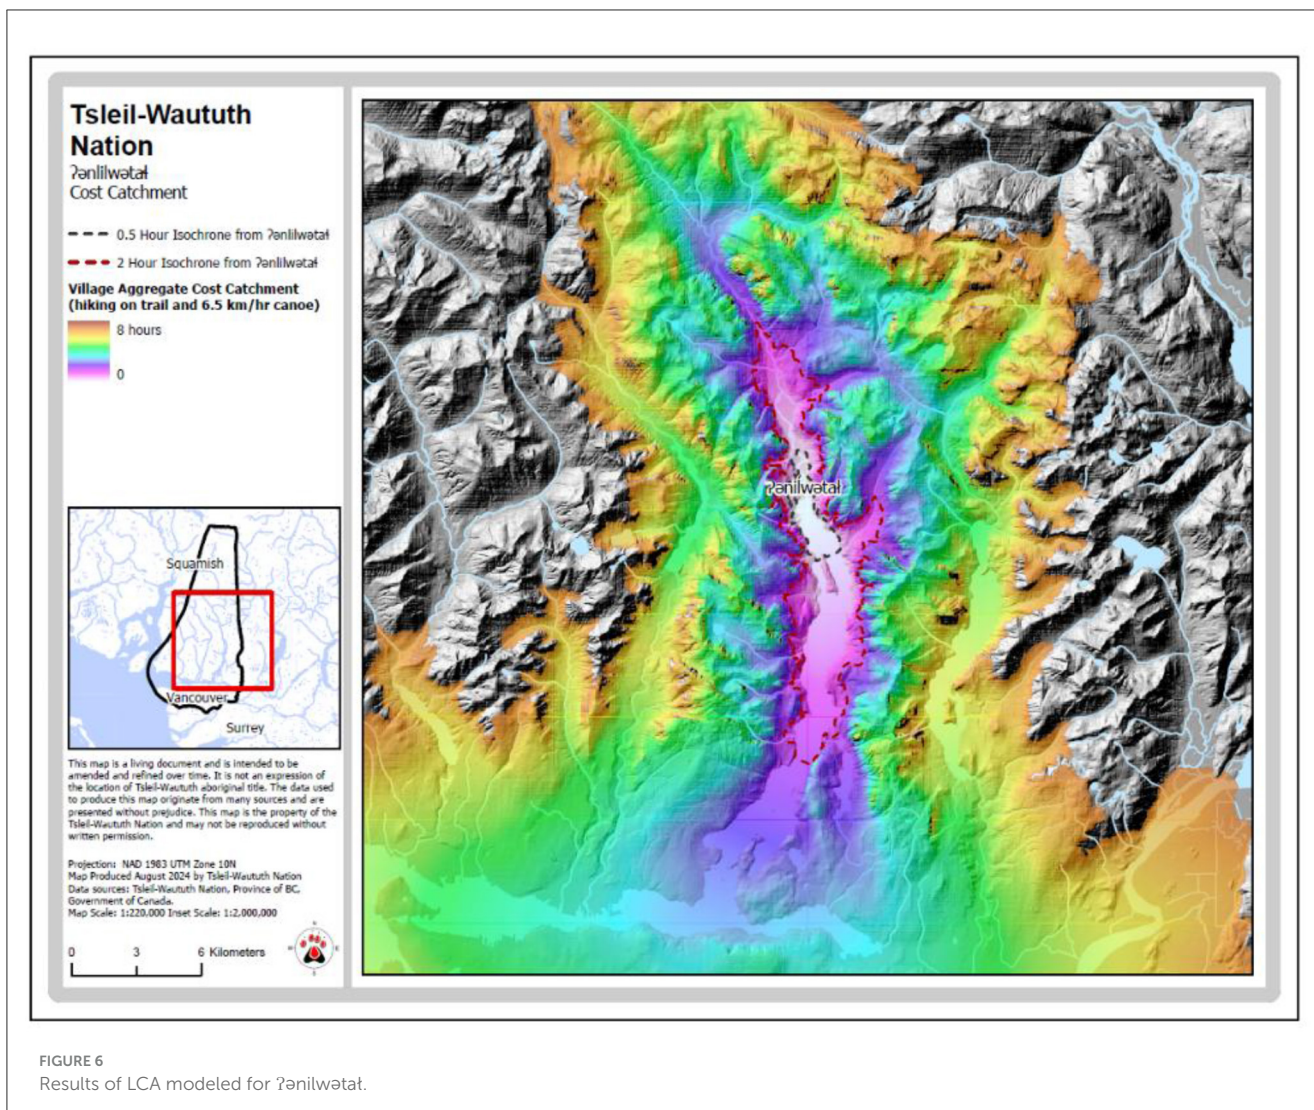 Tsleil-Waututh
Nation
ʔənlilwətaɬ
Cost Catchment
0.5 Hour Isochrone from ʔənlilwətaɬ
2 Hour Isochrone from ʔənlilwətaɬ
Village Aggregate Cost Catchment
(hiking on trail and 6.5 km/hr canoe)
8 hours
0
ʔənilwətaɬ
Squamish
Vancouver
Surrey
This map is a living document and is intended to be
amended and refined over time. It is not an expression of
the location of Tsleil-Waututh aboriginal title. The data used
to produce this map originate from many sources and are
presented without prejudice. This map is the property of the
Tsleil-Waututh Nation and may not be reproduced without
written permission.
Projection: NAD 1983 UTM Zone 10N
Map Produced August 2024 by Tsleil-Waututh Nation
Data sources: Tsleil-Waututh Nation, Province of BC,
Government of Canada.
Map Scale: 1:220,000 Inset Scale: 1:2,000,000
0 3 6 Kilometers
FIGURE 6
Results of LCA modeled for ʔənilwətaɬ.